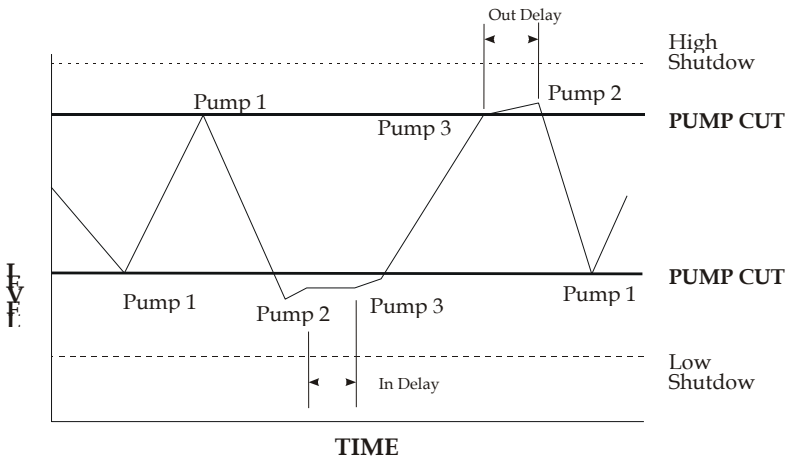 Out Delay
High
Shutdow
Pump 1
Pump 2
Pump 3
PUMP CUT
LEVEL
PUMP CUT
Pump 1
Pump 2
Pump 3
Pump 1
In Delay
Low
Shutdow
TIME